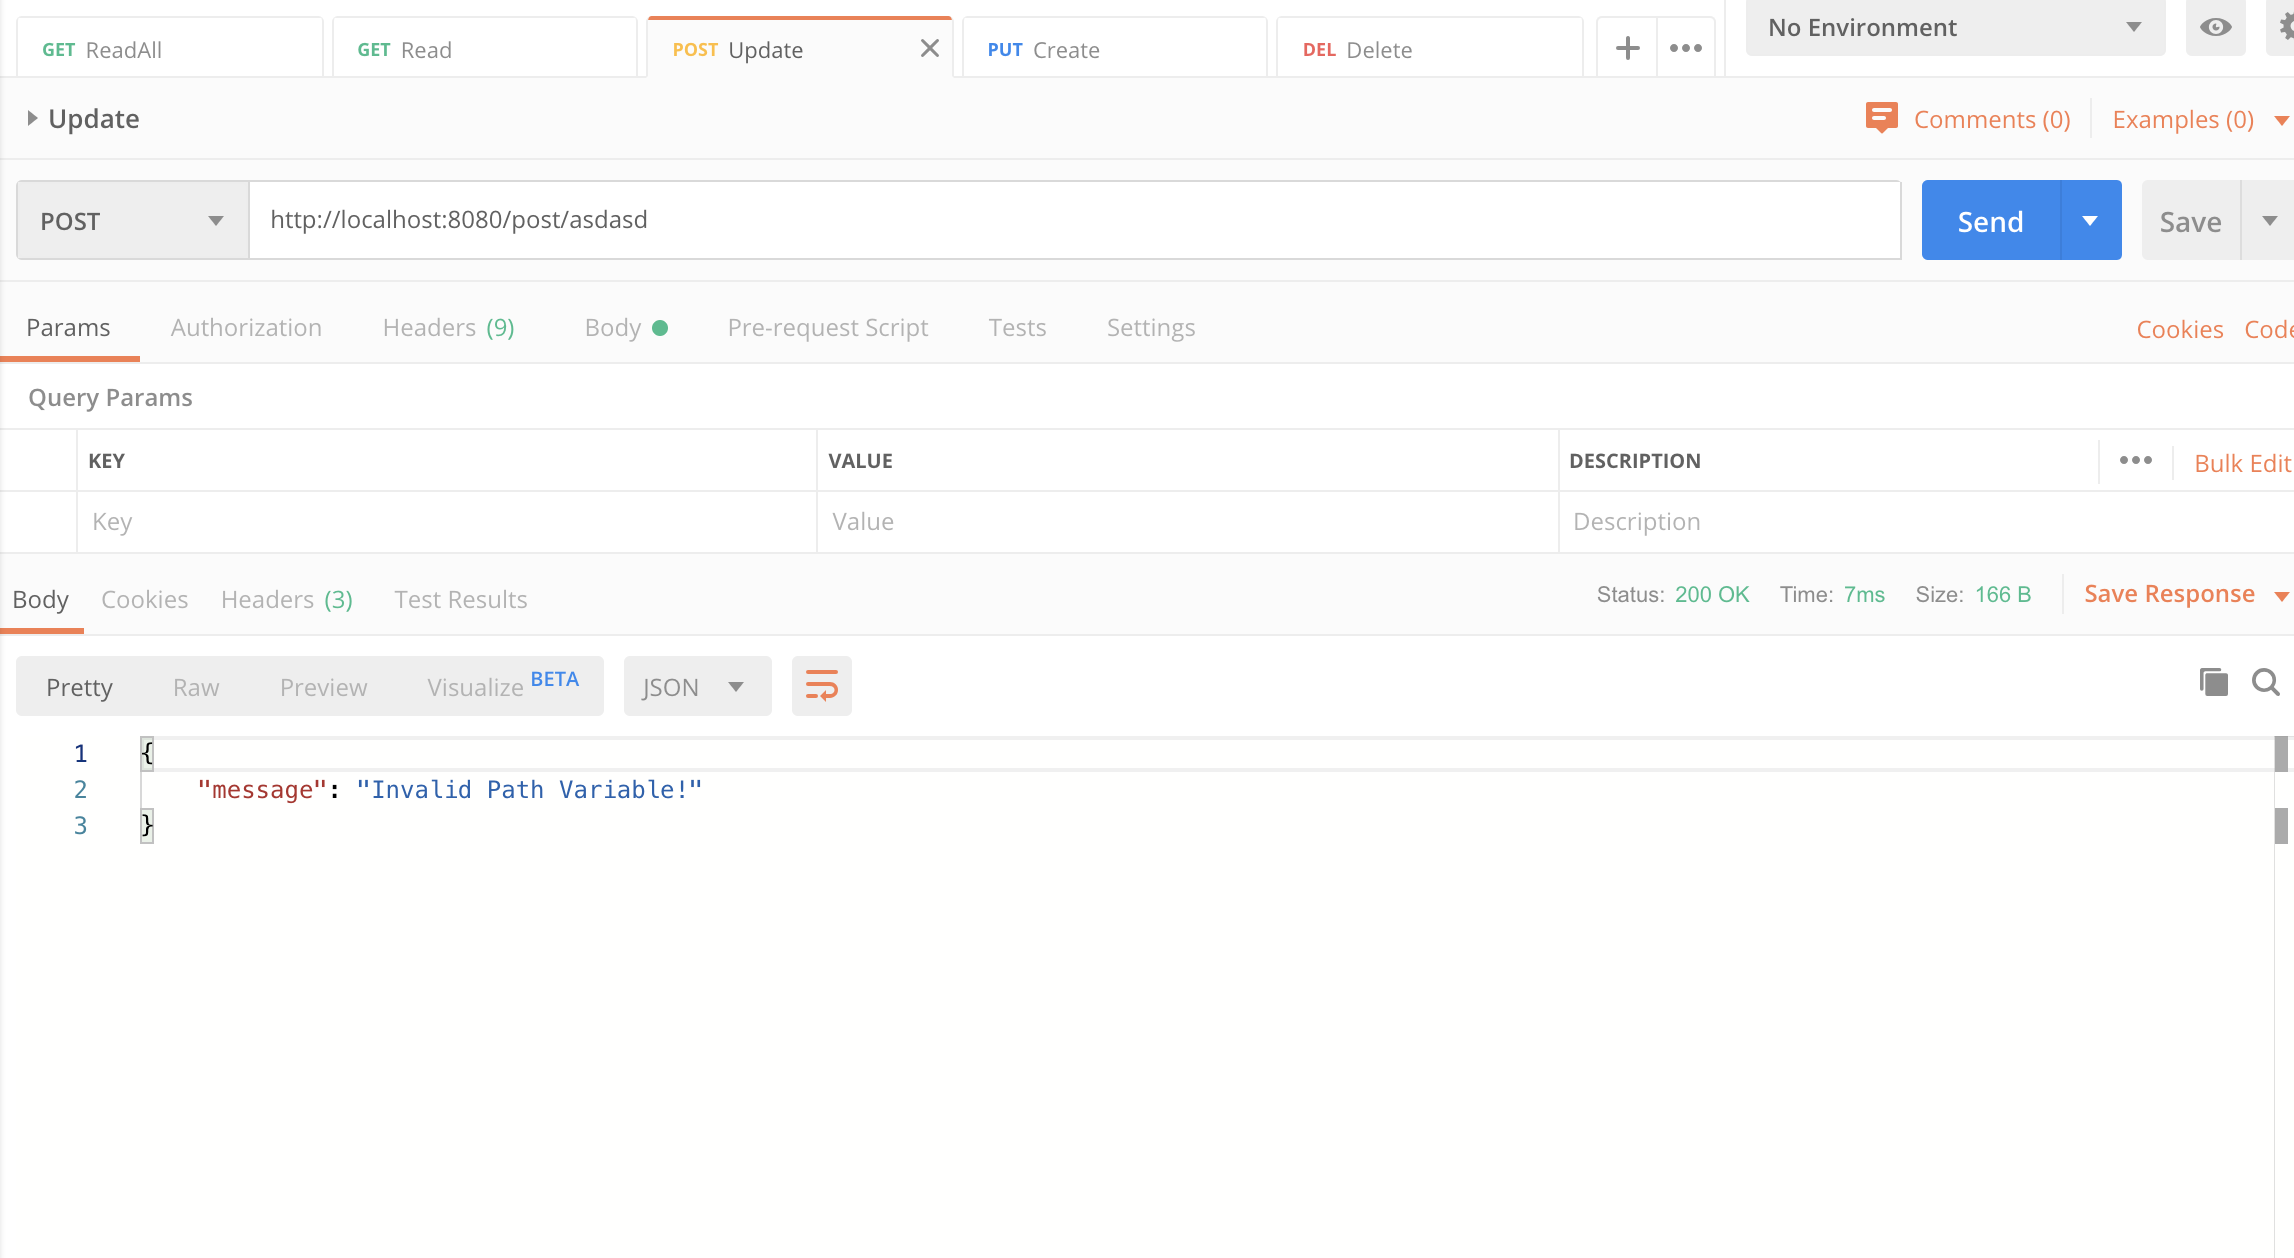 GET ReadAll GET Read POST Update PUT Create DEL Delete No Environment
Update Comments (0) Examples (0)
POST http://localhost:8080/post/asdasd Send Save
Params Authorization Headers (9) Body Pre-request Script Tests Settings Cookies Code
Query Params
KEY VALUE DESCRIPTION Bulk Edit
Key Value Description
Body Cookies Headers (3) Test Results Status: 200 OK Time: 7ms Size: 166 B Save Response
Pretty Raw Preview Visualize BETA JSON
1 {
2 "message": "Invalid Path Variable!"
3 }